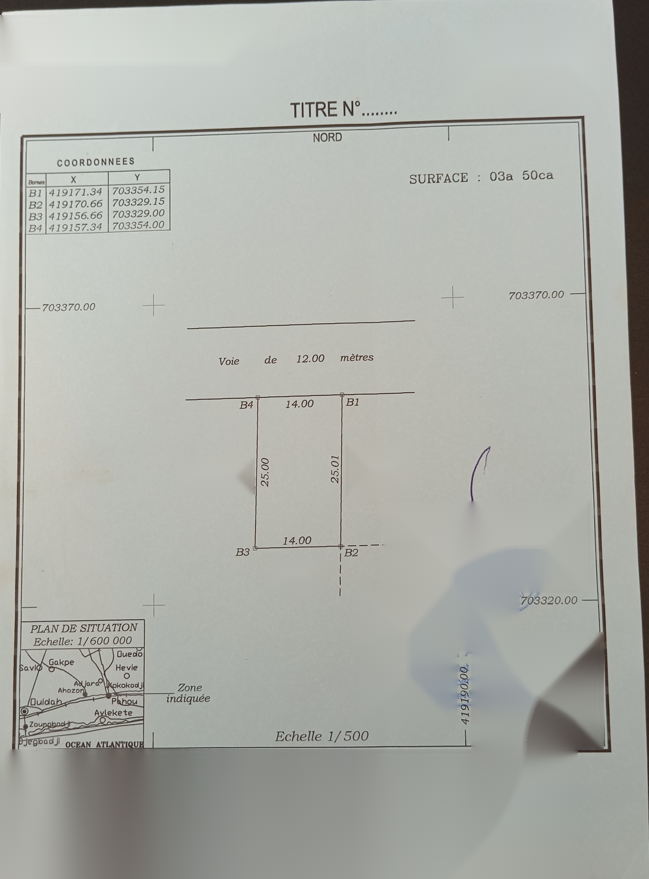 TITRE N°........
NORD
COORDONNEES
Bornes X Y
B1 419171.34 703354.15
B2 419170.66 703329.15
B3 419156.66 703329.00
B4 419157.34 703354.00
SURFACE : 03a 50ca
703370.00
703370.00
Voie de 12.00 mètres
B4 14.00 B1
25.00
25.01
14.00
B3 B2
703320.00
419190.00
PLAN DE SITUATION
Echelle: 1/600 000
Ouedo
Savi Gakpe Hevie
Adjara Kokokodji
Ahozon
Ouidah Pahou
Avlekete
Zoungbodji
Djegbadji OCEAN ATLANTIQUE
Zone
indiquée
Echelle 1/500